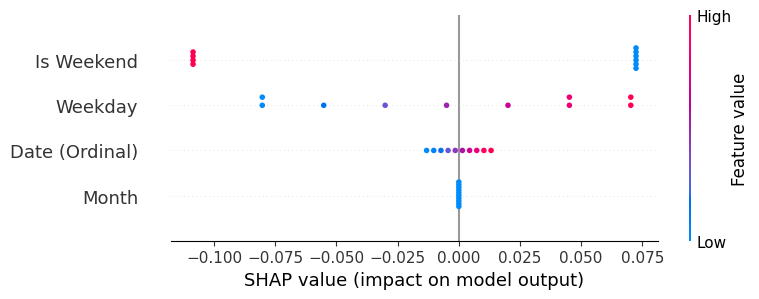 High
Is Weekend
Weekday
Date (Ordinal)
Month
Feature value
Low
−0.100 −0.075 −0.050 −0.025 0.000 0.025 0.050 0.075
SHAP value (impact on model output)